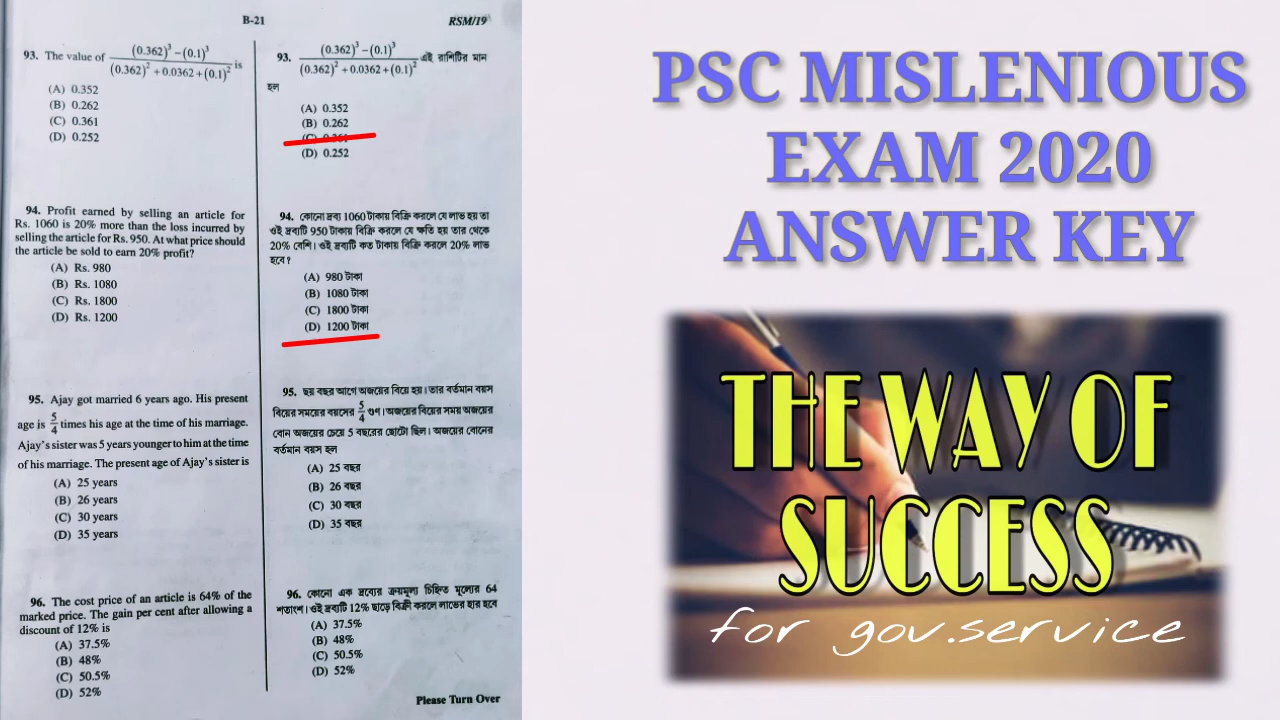 B-21
RSM/19
93. The value of (0.362)³ – (0.1)³ / (0.362)² + 0.0362 + (0.1)² is
(A) 0.352
(B) 0.262
(C) 0.361
(D) 0.252
94. Profit earned by selling an article for
Rs. 1060 is 20% more than the loss incurred by
selling the article for Rs. 950. At what price should
the article be sold to earn 20% profit?
(A) Rs. 980
(B) Rs. 1080
(C) Rs. 1800
(D) Rs. 1200
95. Ajay got married 6 years ago. His present
age is 5/4 times his age at the time of his marriage.
Ajay's sister was 5 years younger to him at the time
of his marriage. The present age of Ajay's sister is
(A) 25 years
(B) 26 years
(C) 30 years
(D) 35 years
96. The cost price of an article is 64% of the
marked price. The gain per cent after allowing a
discount of 12% is
(A) 37.5%
(B) 48%
(C) 50.5%
(D) 52%
93. (0.362)³ – (0.1)³ / (0.362)² + 0.0362 + (0.1)² এই রাশিটির মান
হল
(A) 0.352
(B) 0.262
(C) 0.361
(D) 0.252
94. কোনো দ্রব্য 1060 টাকায় বিক্রি করলে যে লাভ হয় তা
ওই দ্রব্যটি 950 টাকায় বিক্রি করলে যে ক্ষতি হয় তার থেকে
20% বেশি। ওই দ্রব্যটি কত টাকায় বিক্রি করলে 20% লাভ
হবে?
(A) 980 টাকা
(B) 1080 টাকা
(C) 1800 টাকা
(D) 1200 টাকা
95. ছয় বছর আগে অজয়ের বিয়ে হয়। তার বর্তমান বয়স
বিয়ের সময়ের বয়সের 5/4 গুণ। অজয়ের বিয়ের সময় অজয়ের
বোন অজয়ের চেয়ে 5 বছরের ছোটো ছিল। অজয়ের বোনের
বর্তমান বয়স হল
(A) 25 বছর
(B) 26 বছর
(C) 30 বছর
(D) 35 বছর
96. কোনো এক দ্রব্যের ক্রয়মূল্য চিহ্নিত মূল্যের 64
শতাংশ। ওই দ্রব্যটি 12% ছাড়ে বিক্রী করলে লাভের হার হবে
(A) 37.5%
(B) 48%
(C) 50.5%
(D) 52%
Please Turn Over
PSC MISLENIOUS
EXAM 2020
ANSWER KEY
THE WAY OF
SUCCESS
for gov.service